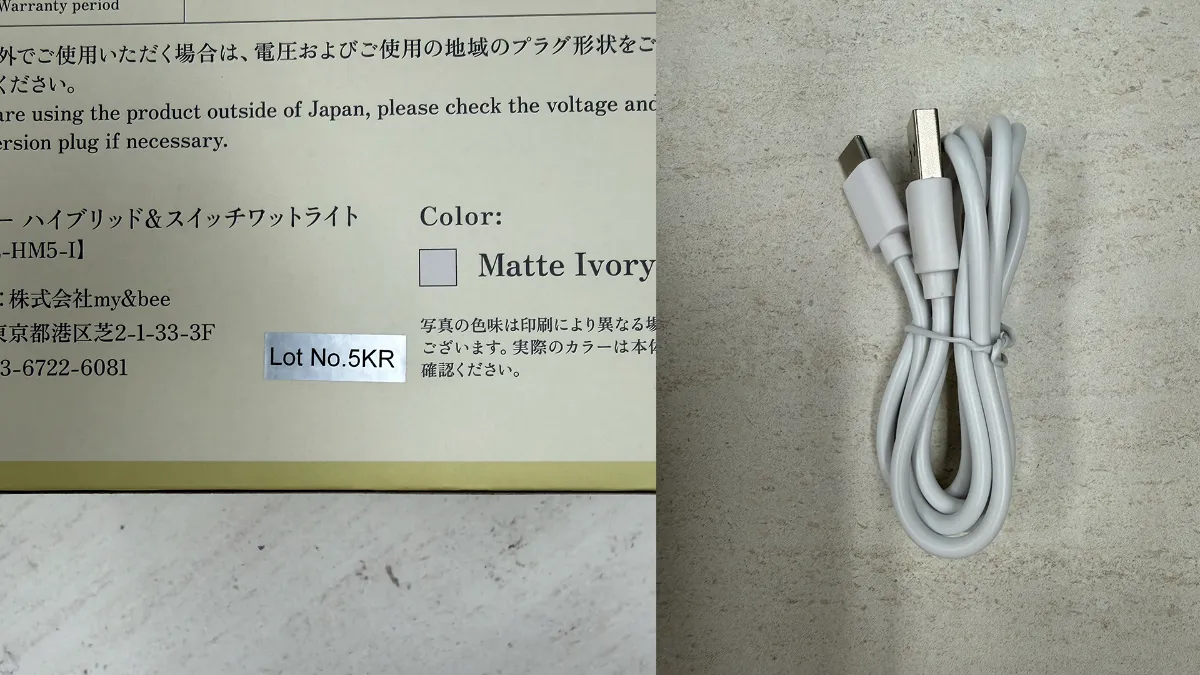 Warranty period
外でご使用いただく場合は、電圧およびご使用の地域のプラグ形状をご
ください。
are using the product outside of Japan, please check the voltage and
ersion plug if necessary.
ー ハイブリッド&スイッチワットライト
-HM5-I】
：株式会社my&bee
東京都港区芝2-1-33-3F
3-6722-6081
Lot No.5KR
Color:
Matte Ivory
写真の色味は印刷により異なる場
ございます。実際のカラーは本体
確認ください。